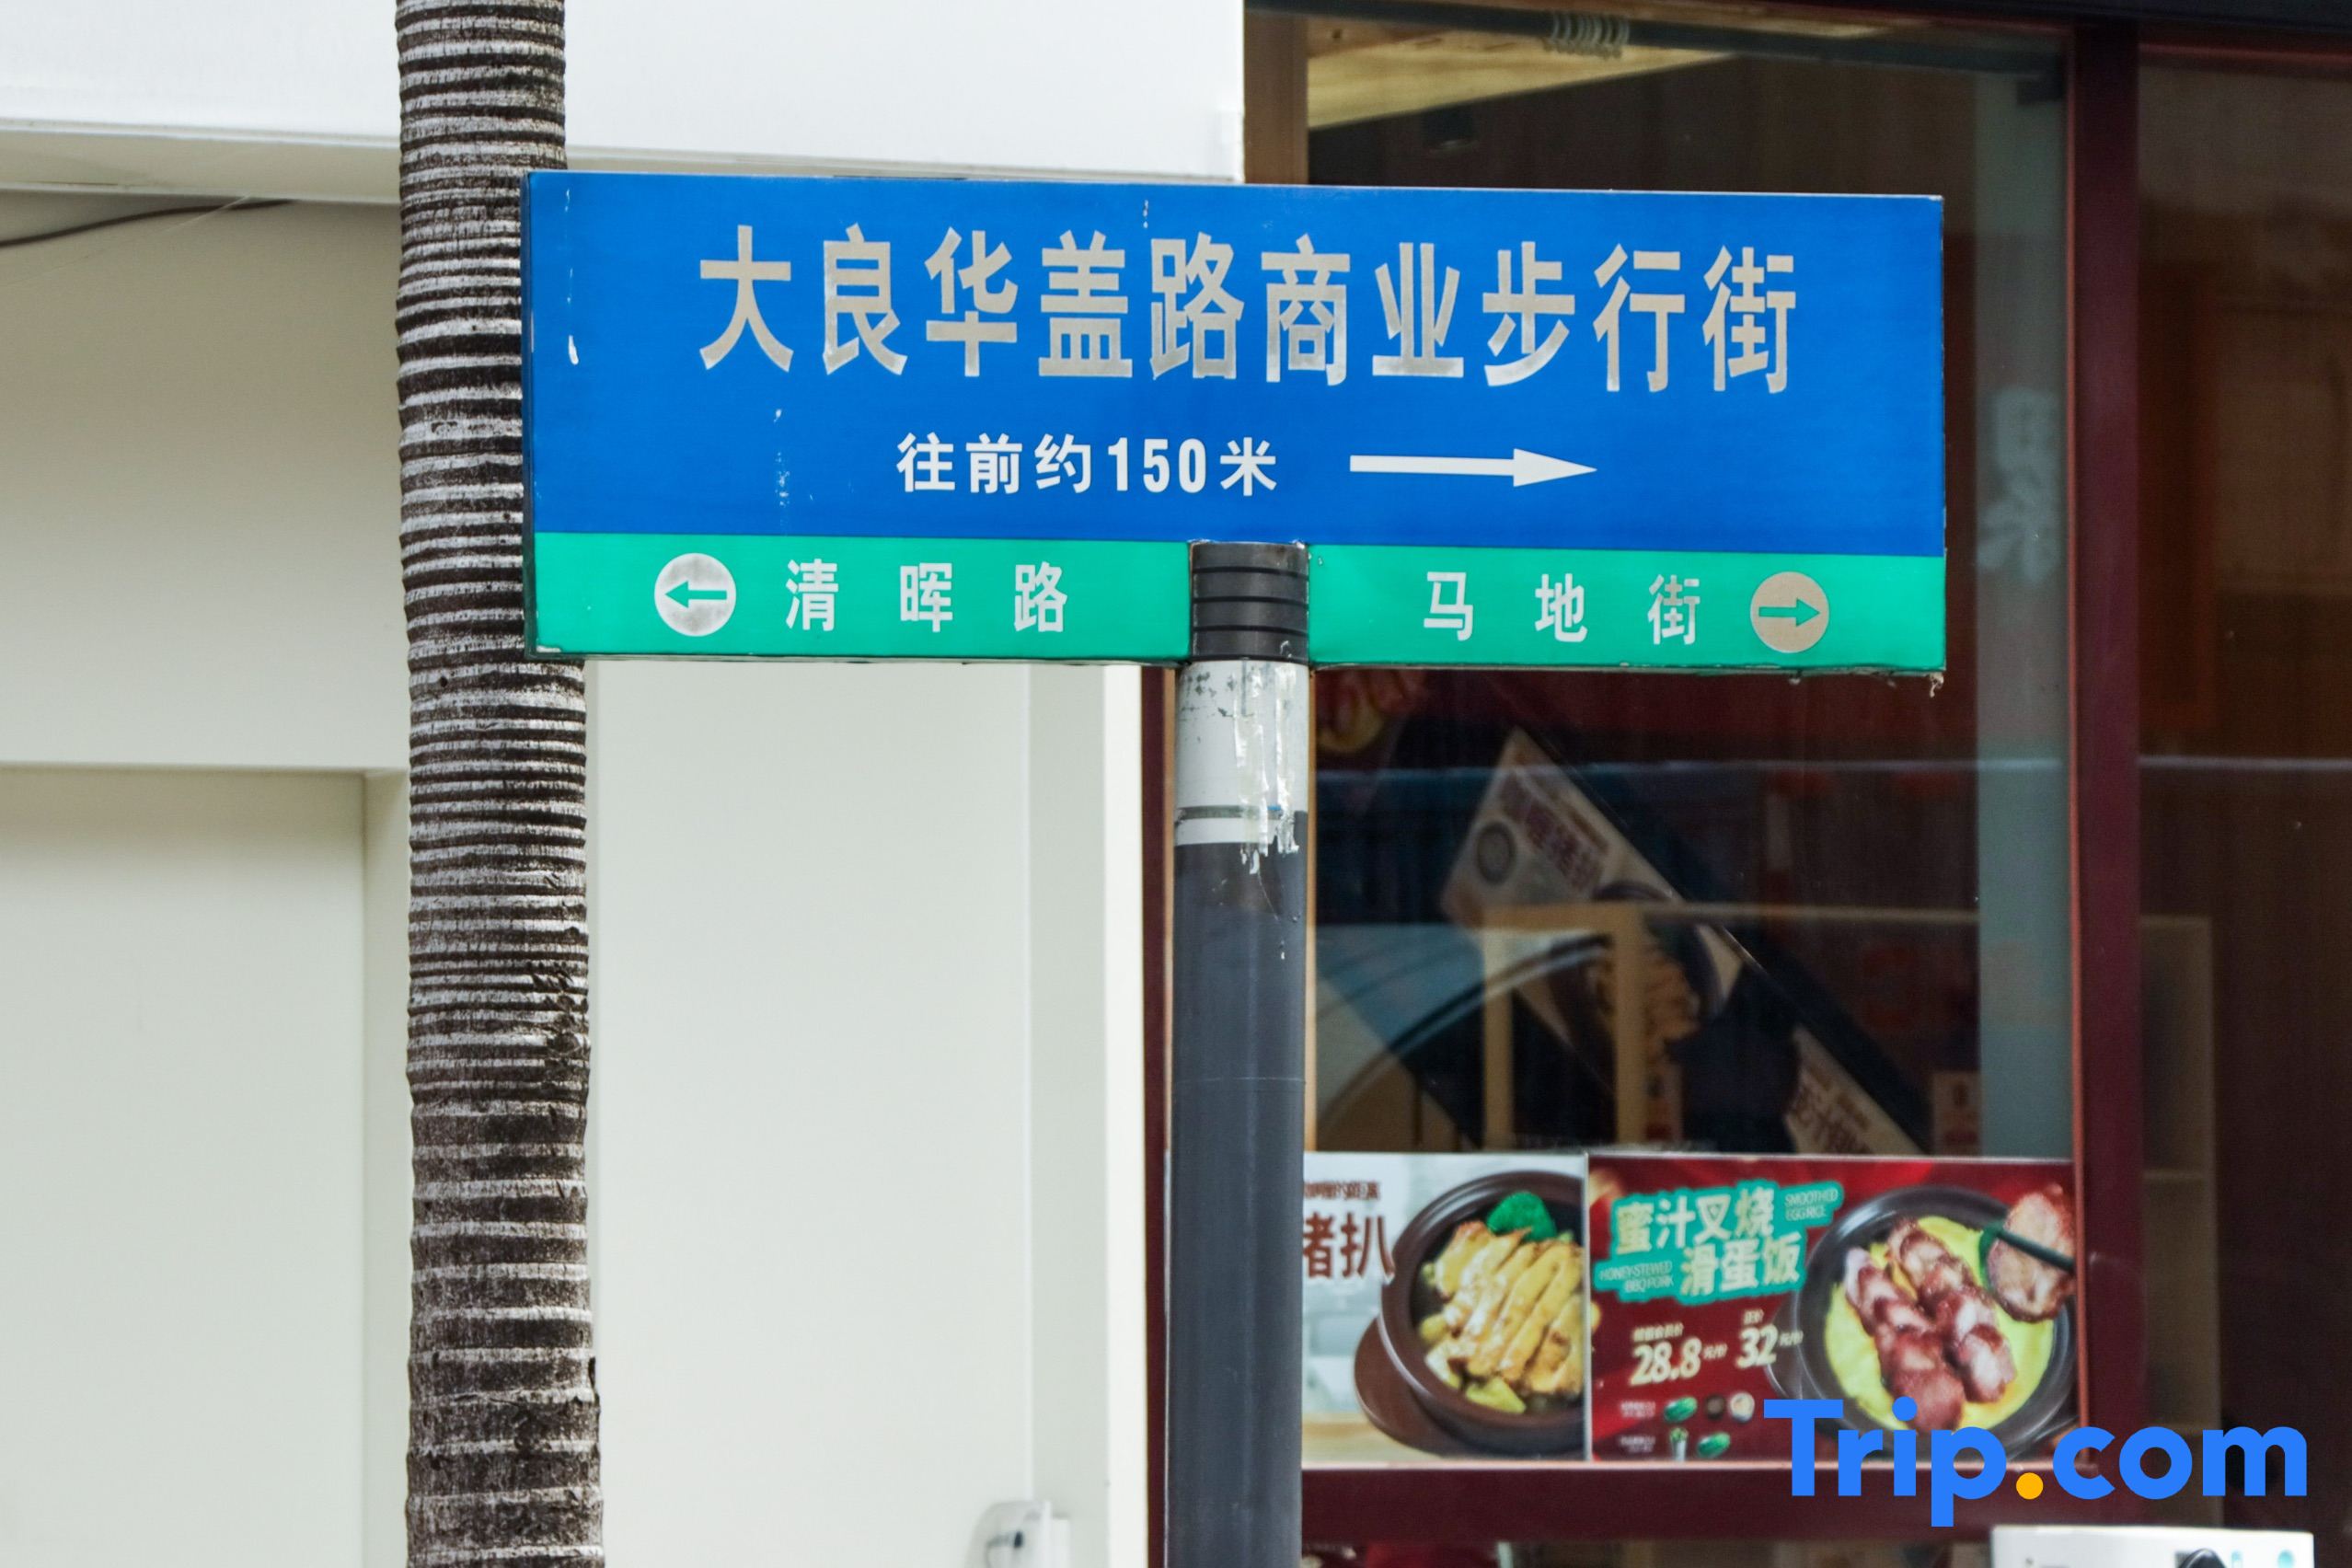 大良华盖路商业步行街
往前约150米
清晖路
马地街
猪扒
蜜汁叉烧
SMOOTHED
EGG RICE
HONEY-STEWED
BBQ PORK
滑蛋饭
28.8
32
Trip.com